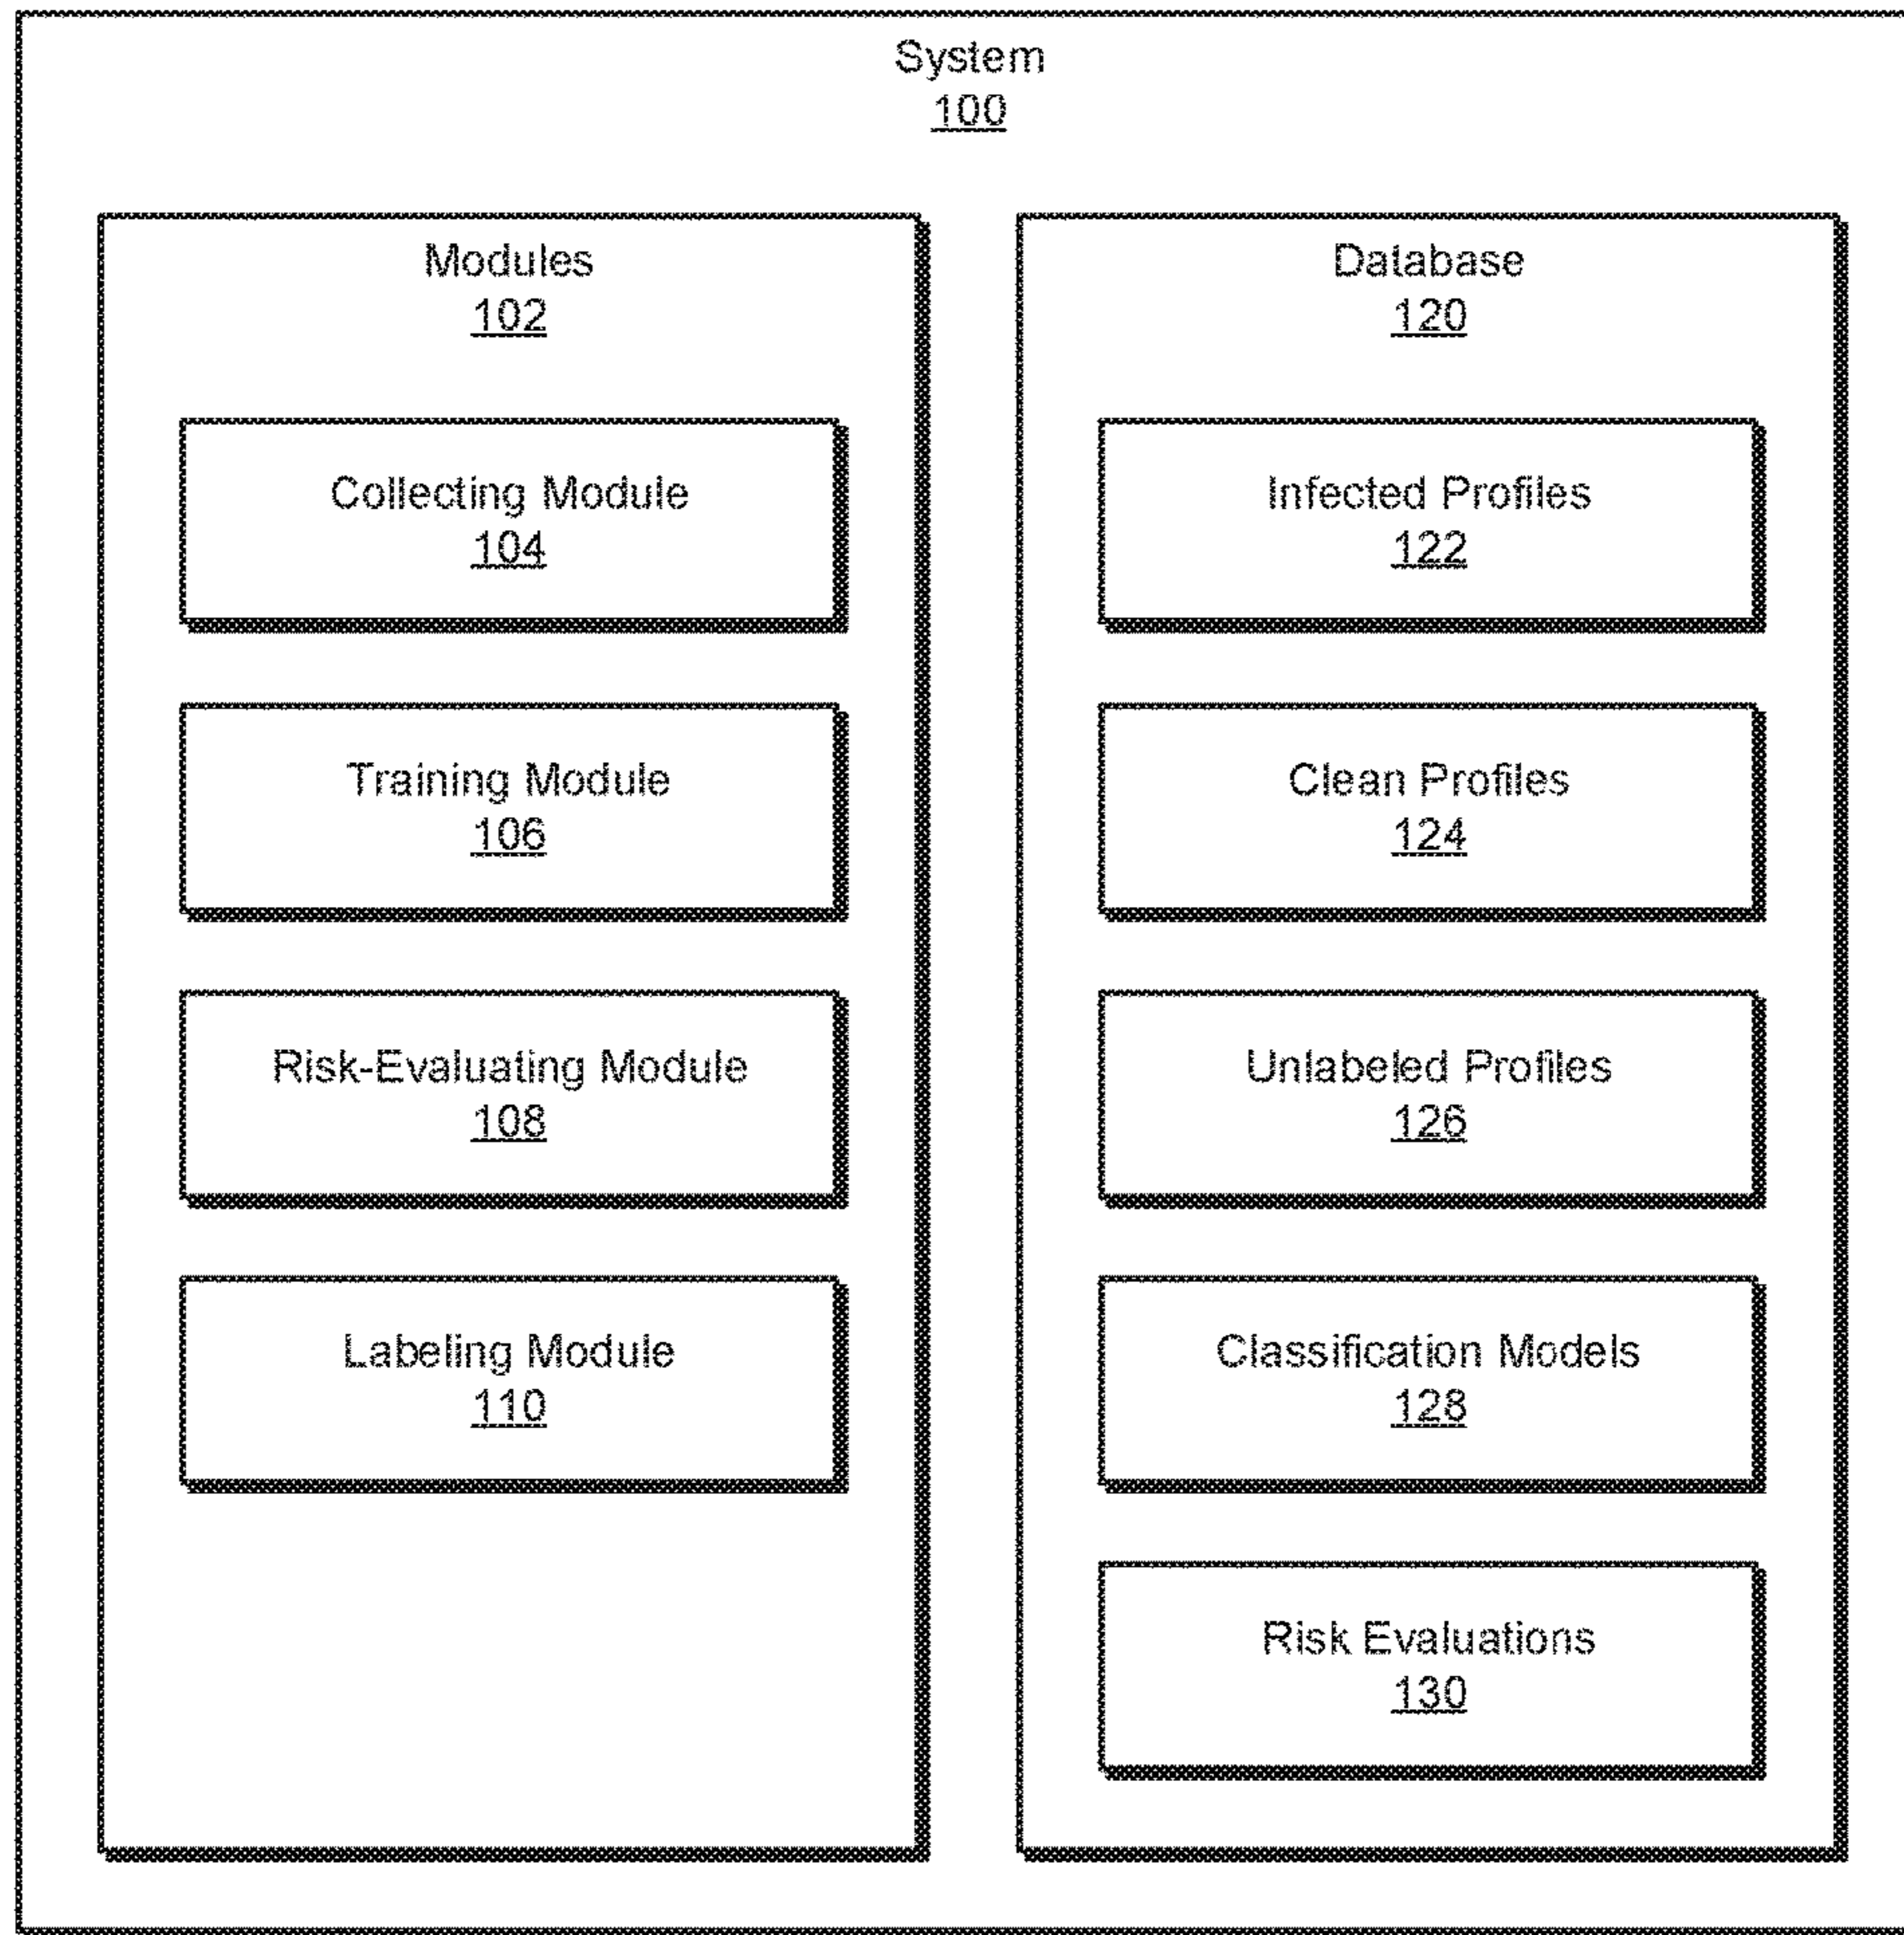 System
100
Modules
102
Collecting Module
104
Training Module
106
Risk-Evaluating Module
108
Labeling Module
110
Database
120
Infected Profiles
122
Clean Profiles
124
Unlabeled Profiles
126
Classification Models
128
Risk Evaluations
130